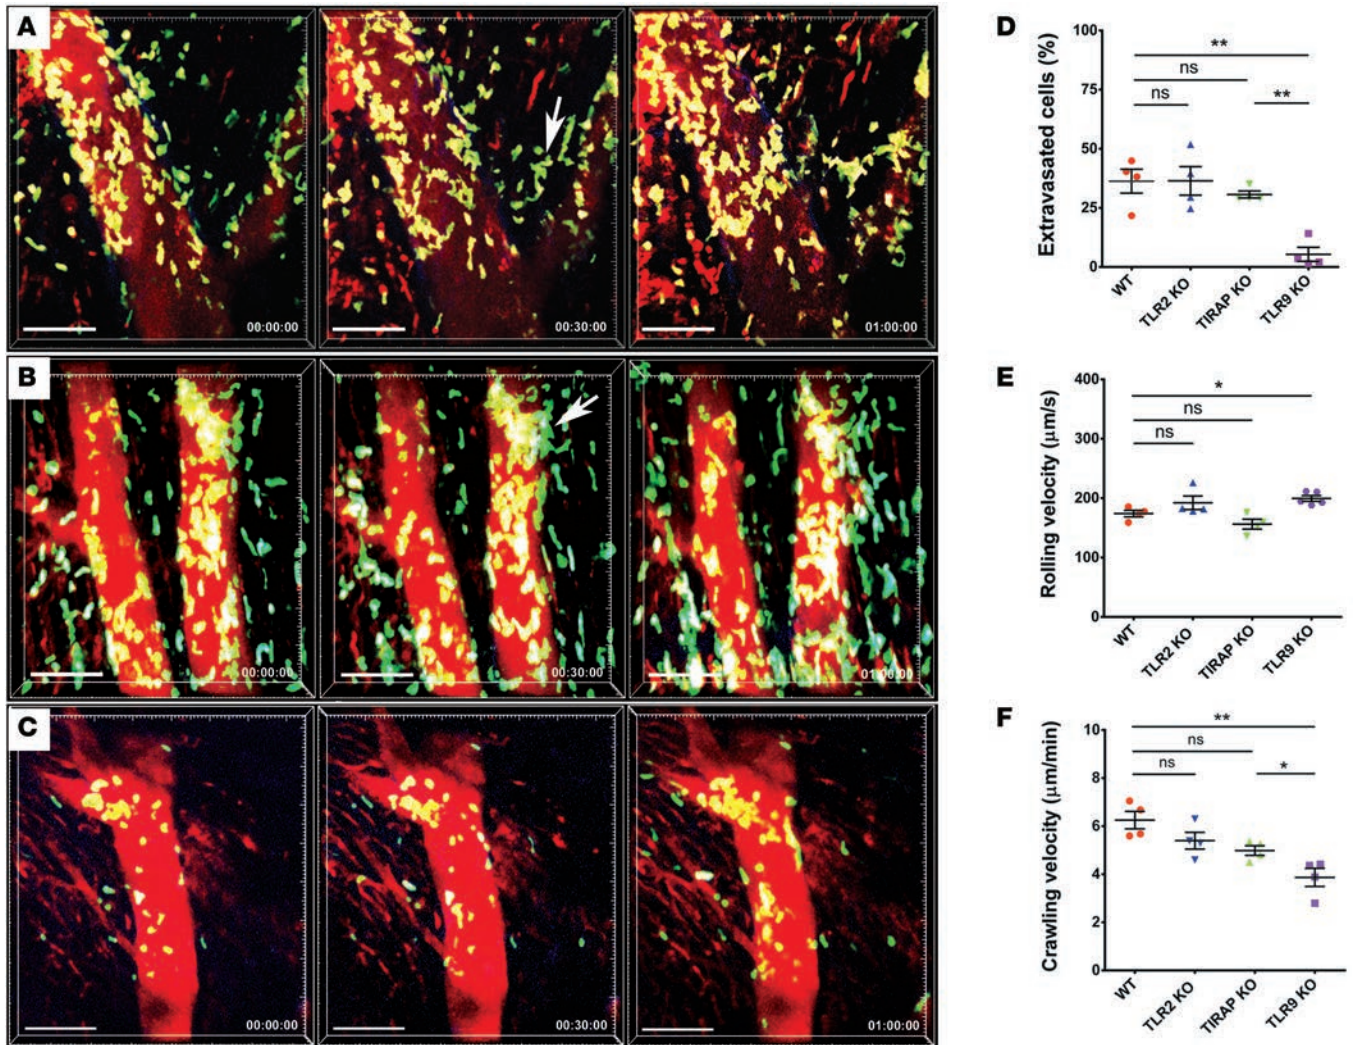 A
00:00:00
00:30:00
01:00:00
B
00:00:00
00:30:00
01:00:00
C
00:00:00
00:30:00
01:00:00
D
Extravasated cells (%)
100
75
50
25
0
**
ns
**
ns
WT
TLR2 KO
TIRAP KO
TLR9 KO
E
Rolling velocity (μm/s)
400
300
200
100
0
*
ns
ns
WT
TLR2 KO
TIRAP KO
TLR9 KO
F
Crawling velocity (μm/min)
10
8
6
4
2
0
**
ns
ns
*
WT
TLR2 KO
TIRAP KO
TLR9 KO